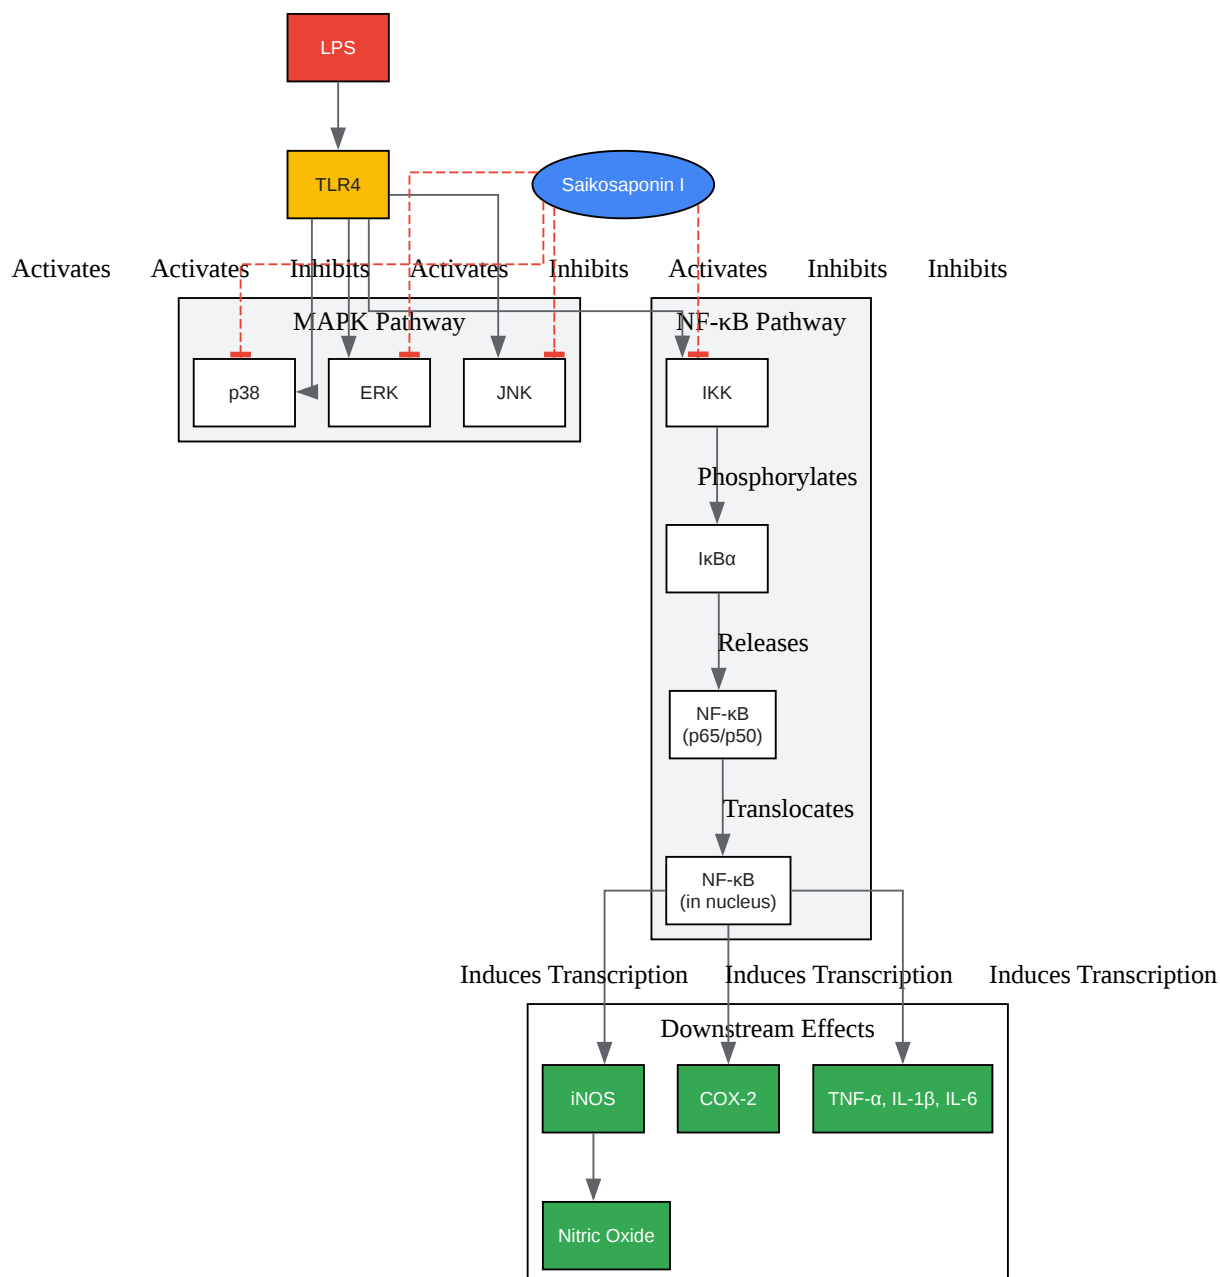 LPS
TLR4
Saikosaponin I
Activates
Activates
Inhibits
Activates
Inhibits
Activates
Inhibits
Inhibits
MAPK Pathway
NF-κB Pathway
p38
ERK
JNK
IKK
Phosphorylates
IκBα
Releases
NF-κB
(p65/p50)
Translocates
NF-κB
(in nucleus)
Induces Transcription
Induces Transcription
Induces Transcription
Downstream Effects
iNOS
COX-2
TNF-α, IL-1β, IL-6
Nitric Oxide